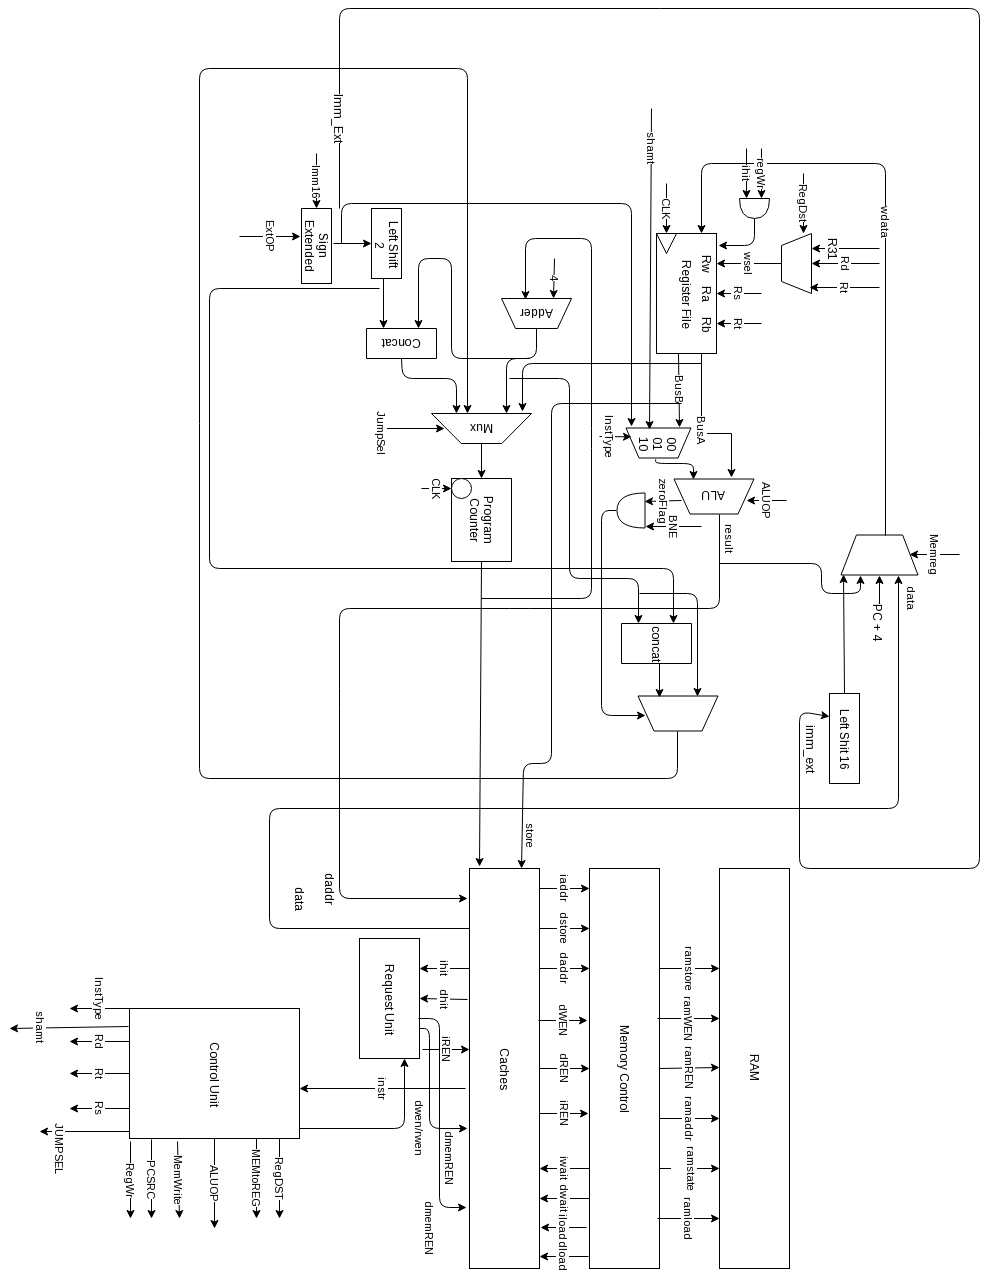 Imm_Ext
shamt
regWr
ihit
RegDst
wdata
Imm16
ExtOP
Sign
Extended
Left Shift
2
CLK
R31
Rd
Rt
wsel
Rw
Ra
Rb
Register File
Rs
Rt
4
Adder
Concat
BusB
BusA
JumpSel
Mux
InstType
00
01
10
ALU
ALUOP
CLK
Program
Counter
zeroFlag
BNE
result
Memreg
data
PC + 4
concat
Left Shit 16
imm_ext
store
daddr
data
iaddr
dstore
daddr
dWEN
dREN
iREN
iwait
dwait
iload
dload
ihit
dhit
Request Unit
iREN
Caches
Memory Control
RAM
ramstore
ramWEN
ramREN
ramaddr
ramstate
ramload
instr
dwen/rwen
dmemREN
dmemREN
InstType
shamt
Rd
Rt
Rs
JUMPSEL
Control Unit
RegWr
PCSRC
MemWrite
ALUOP
MEMtoREG
RegDST